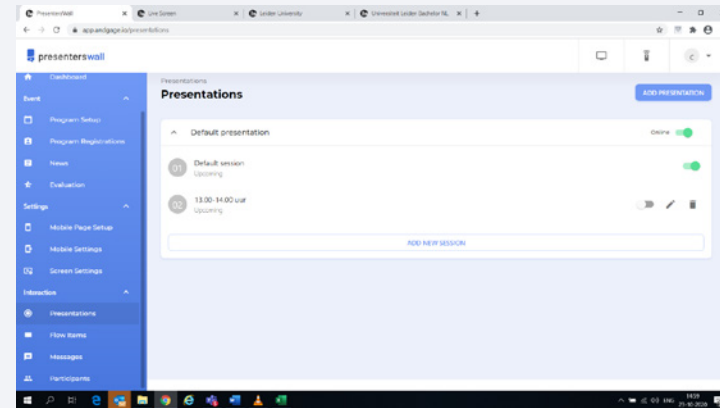 PresentersWall
Live Screen
Leiden University
Universiteit Leiden Bachelor NL
app.andgage.io/presentations
presenterswall
C
Dashboard
Event
Program Setup
Program Registrations
News
Evaluation
Settings
Mobile Page Setup
Mobile Settings
Screen Settings
Interaction
Presentations
Flow Items
Messages
Participants
Presentations
Presentations
ADD PRESENTATION
Default presentation
Online
01
Default session
Upcoming
02
13.00-14.00 uur
Upcoming
ADD NEW SESSION
ENG